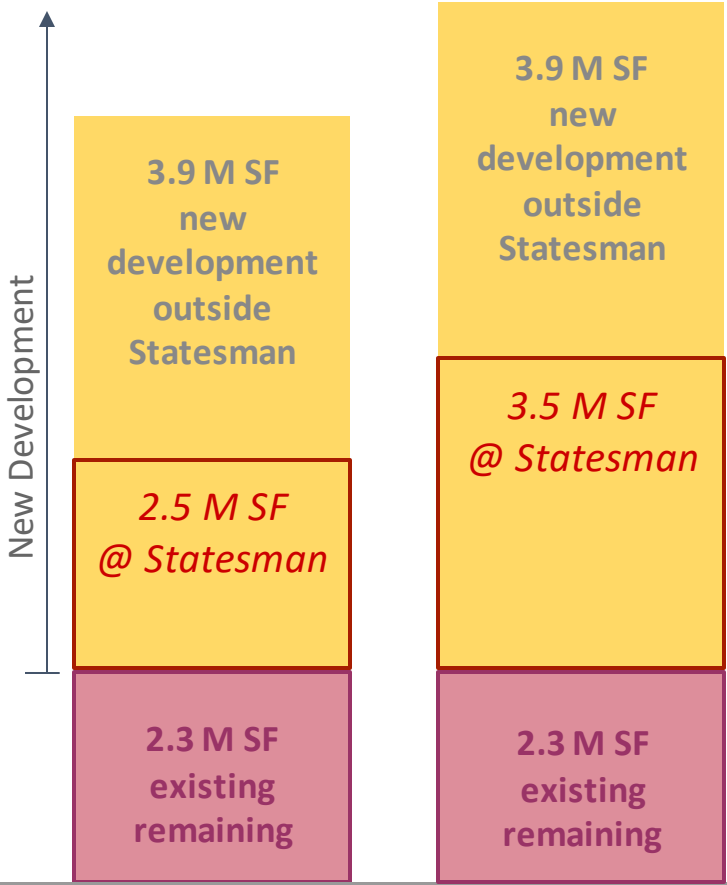 New Development
3.9 M SF
new
development
outside
Statesman
2.5 M SF
@ Statesman
2.3 M SF
existing
remaining
3.9 M SF
new
development
outside
Statesman
3.5 M SF
@ Statesman
2.3 M SF
existing
remaining